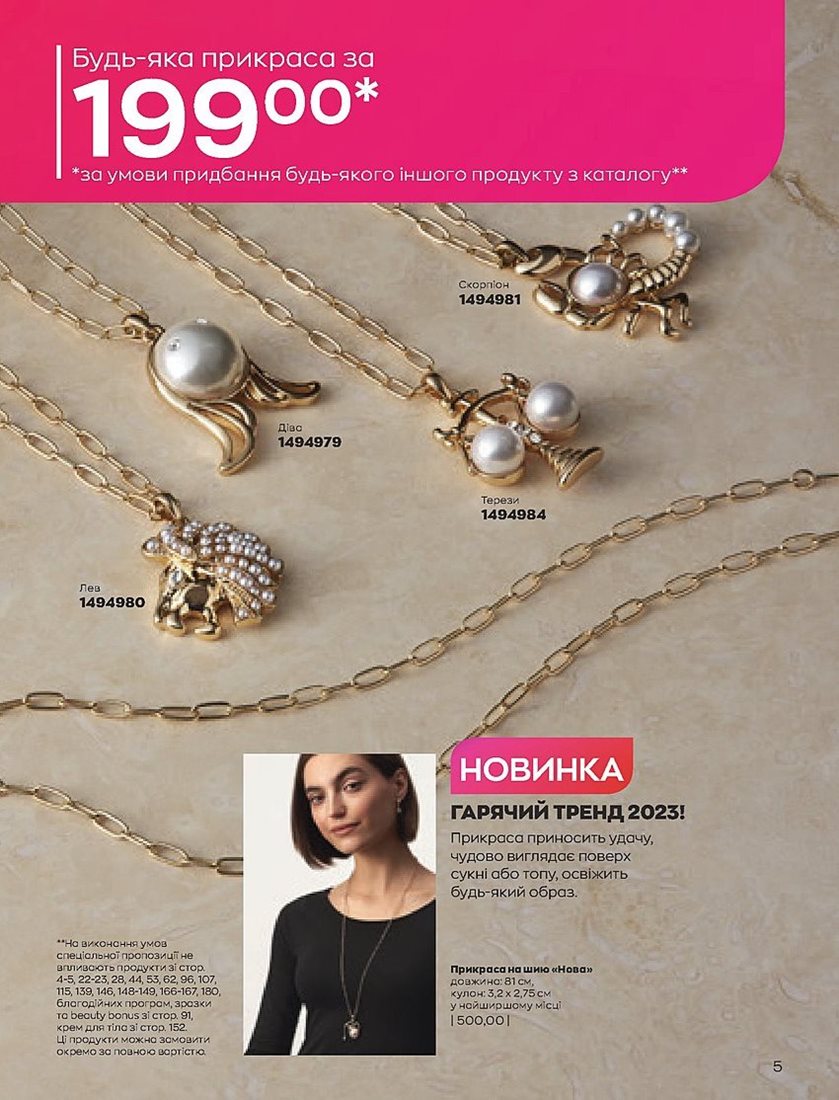 Будь-яка прикраса за
199⁰⁰*
*за умови придбання будь-якого іншого продукту з каталогу**
Скорпіон
1494981
Діва
1494979
Терези
1494984
Лев
1494980
НОВИНКА
ГАРЯЧИЙ ТРЕНД 2023!
Прикраса приносить удачу,
чудово виглядає поверх
сукні або топу, освіжить
будь-який образ.
**На виконання умов
спеціальної пропозиції не
впливають продукти зі стор.
4-5, 22-23, 28, 44, 53, 62, 96, 107,
115, 139, 146, 148-149, 166-167, 180,
благодійних програм, зразки
та beauty bonus зі стор. 91,
крем для тіла зі стор. 152.
Ці продукти можна замовити
окремо за повною вартістю.
Прикраса на шию «Нова»
довжина: 81 см,
кулон: 3,2 x 2,75 см
у найширшому місці
| 500,00 |
5